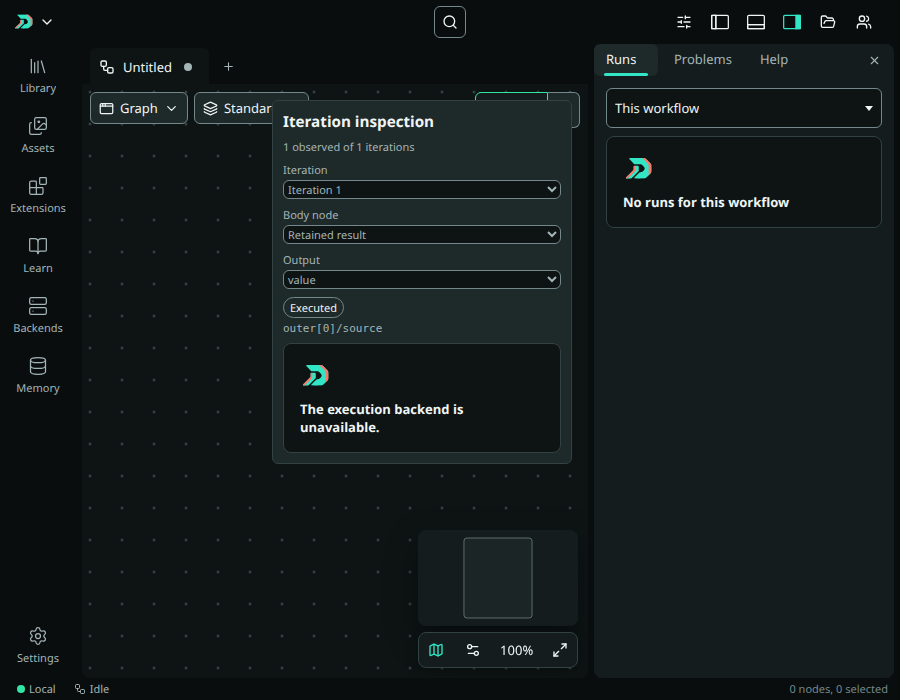 Untitled
Library
Assets
Extensions
Learn
Backends
Memory
Settings
Graph
Iteration inspection
1 observed of 1 iterations
Iteration
Iteration 1
Body node
Retained result
Output
value
Executed
outer[0]/source
The execution backend is
unavailable.
100%
Runs Problems Help
This workflow
No runs for this workflow
Local Idle
0 nodes, 0 selected